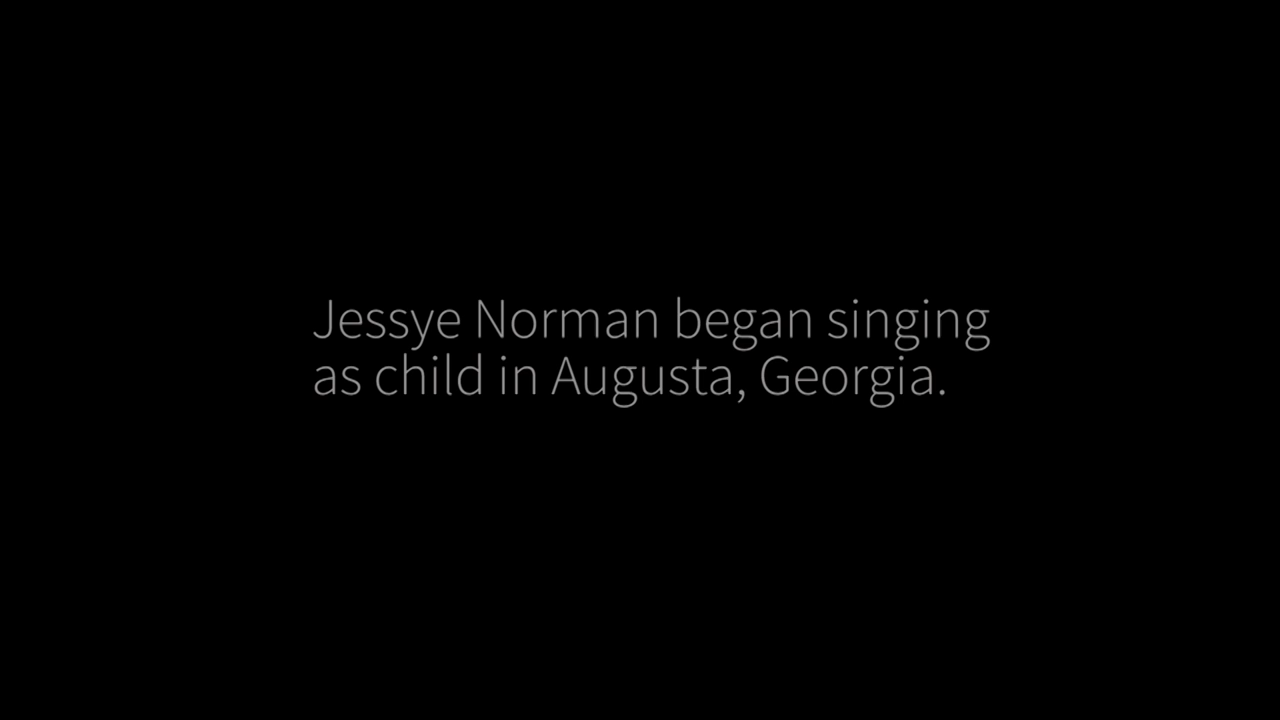 Jessye Norman began singing
as child in Augusta, Georgia.